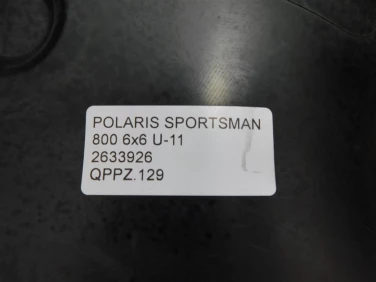 POLARIS SPORTSMAN
800 6x6 U-11
2633926
QPPZ.129